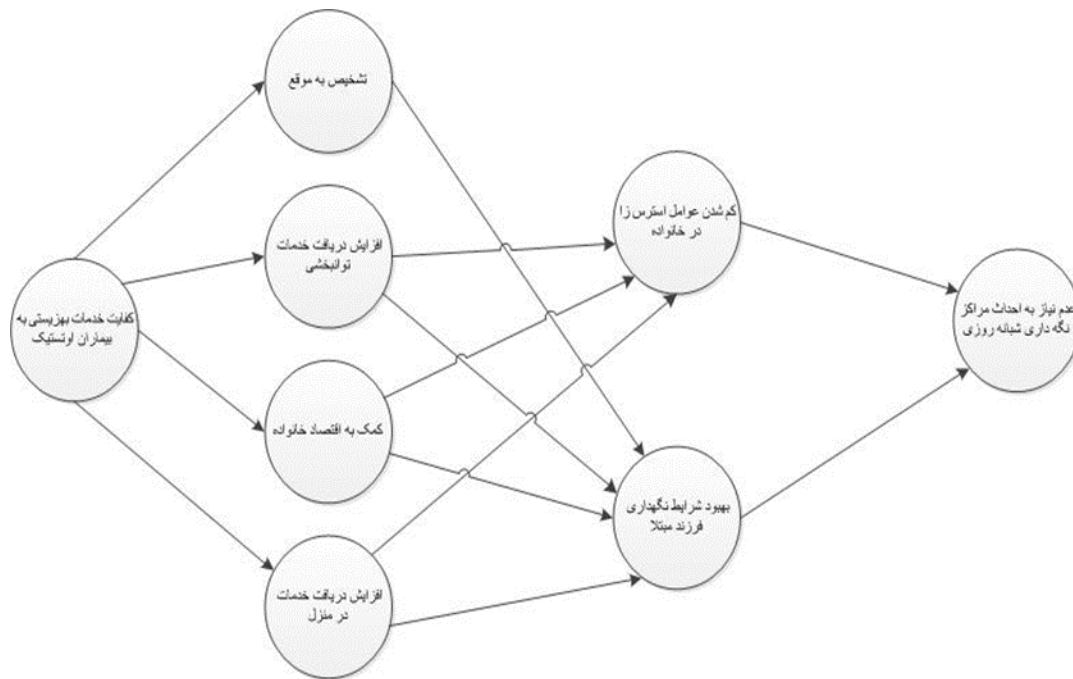 تشخیص به موقع
افزایش دریافت خدمات
توانبخشی
کم شدن عوامل استرس زا
در خانواده
کفایت خدمات بهزیستی به
بیماران اوتستیک
عدم نیاز به احداث مراکز
نگه داری شبانه روزی
کمک به اقتصاد خانواده
بهبود شرایط نگهداری
فرزند مبتلا
افزایش دریافت خدمات
در منزل